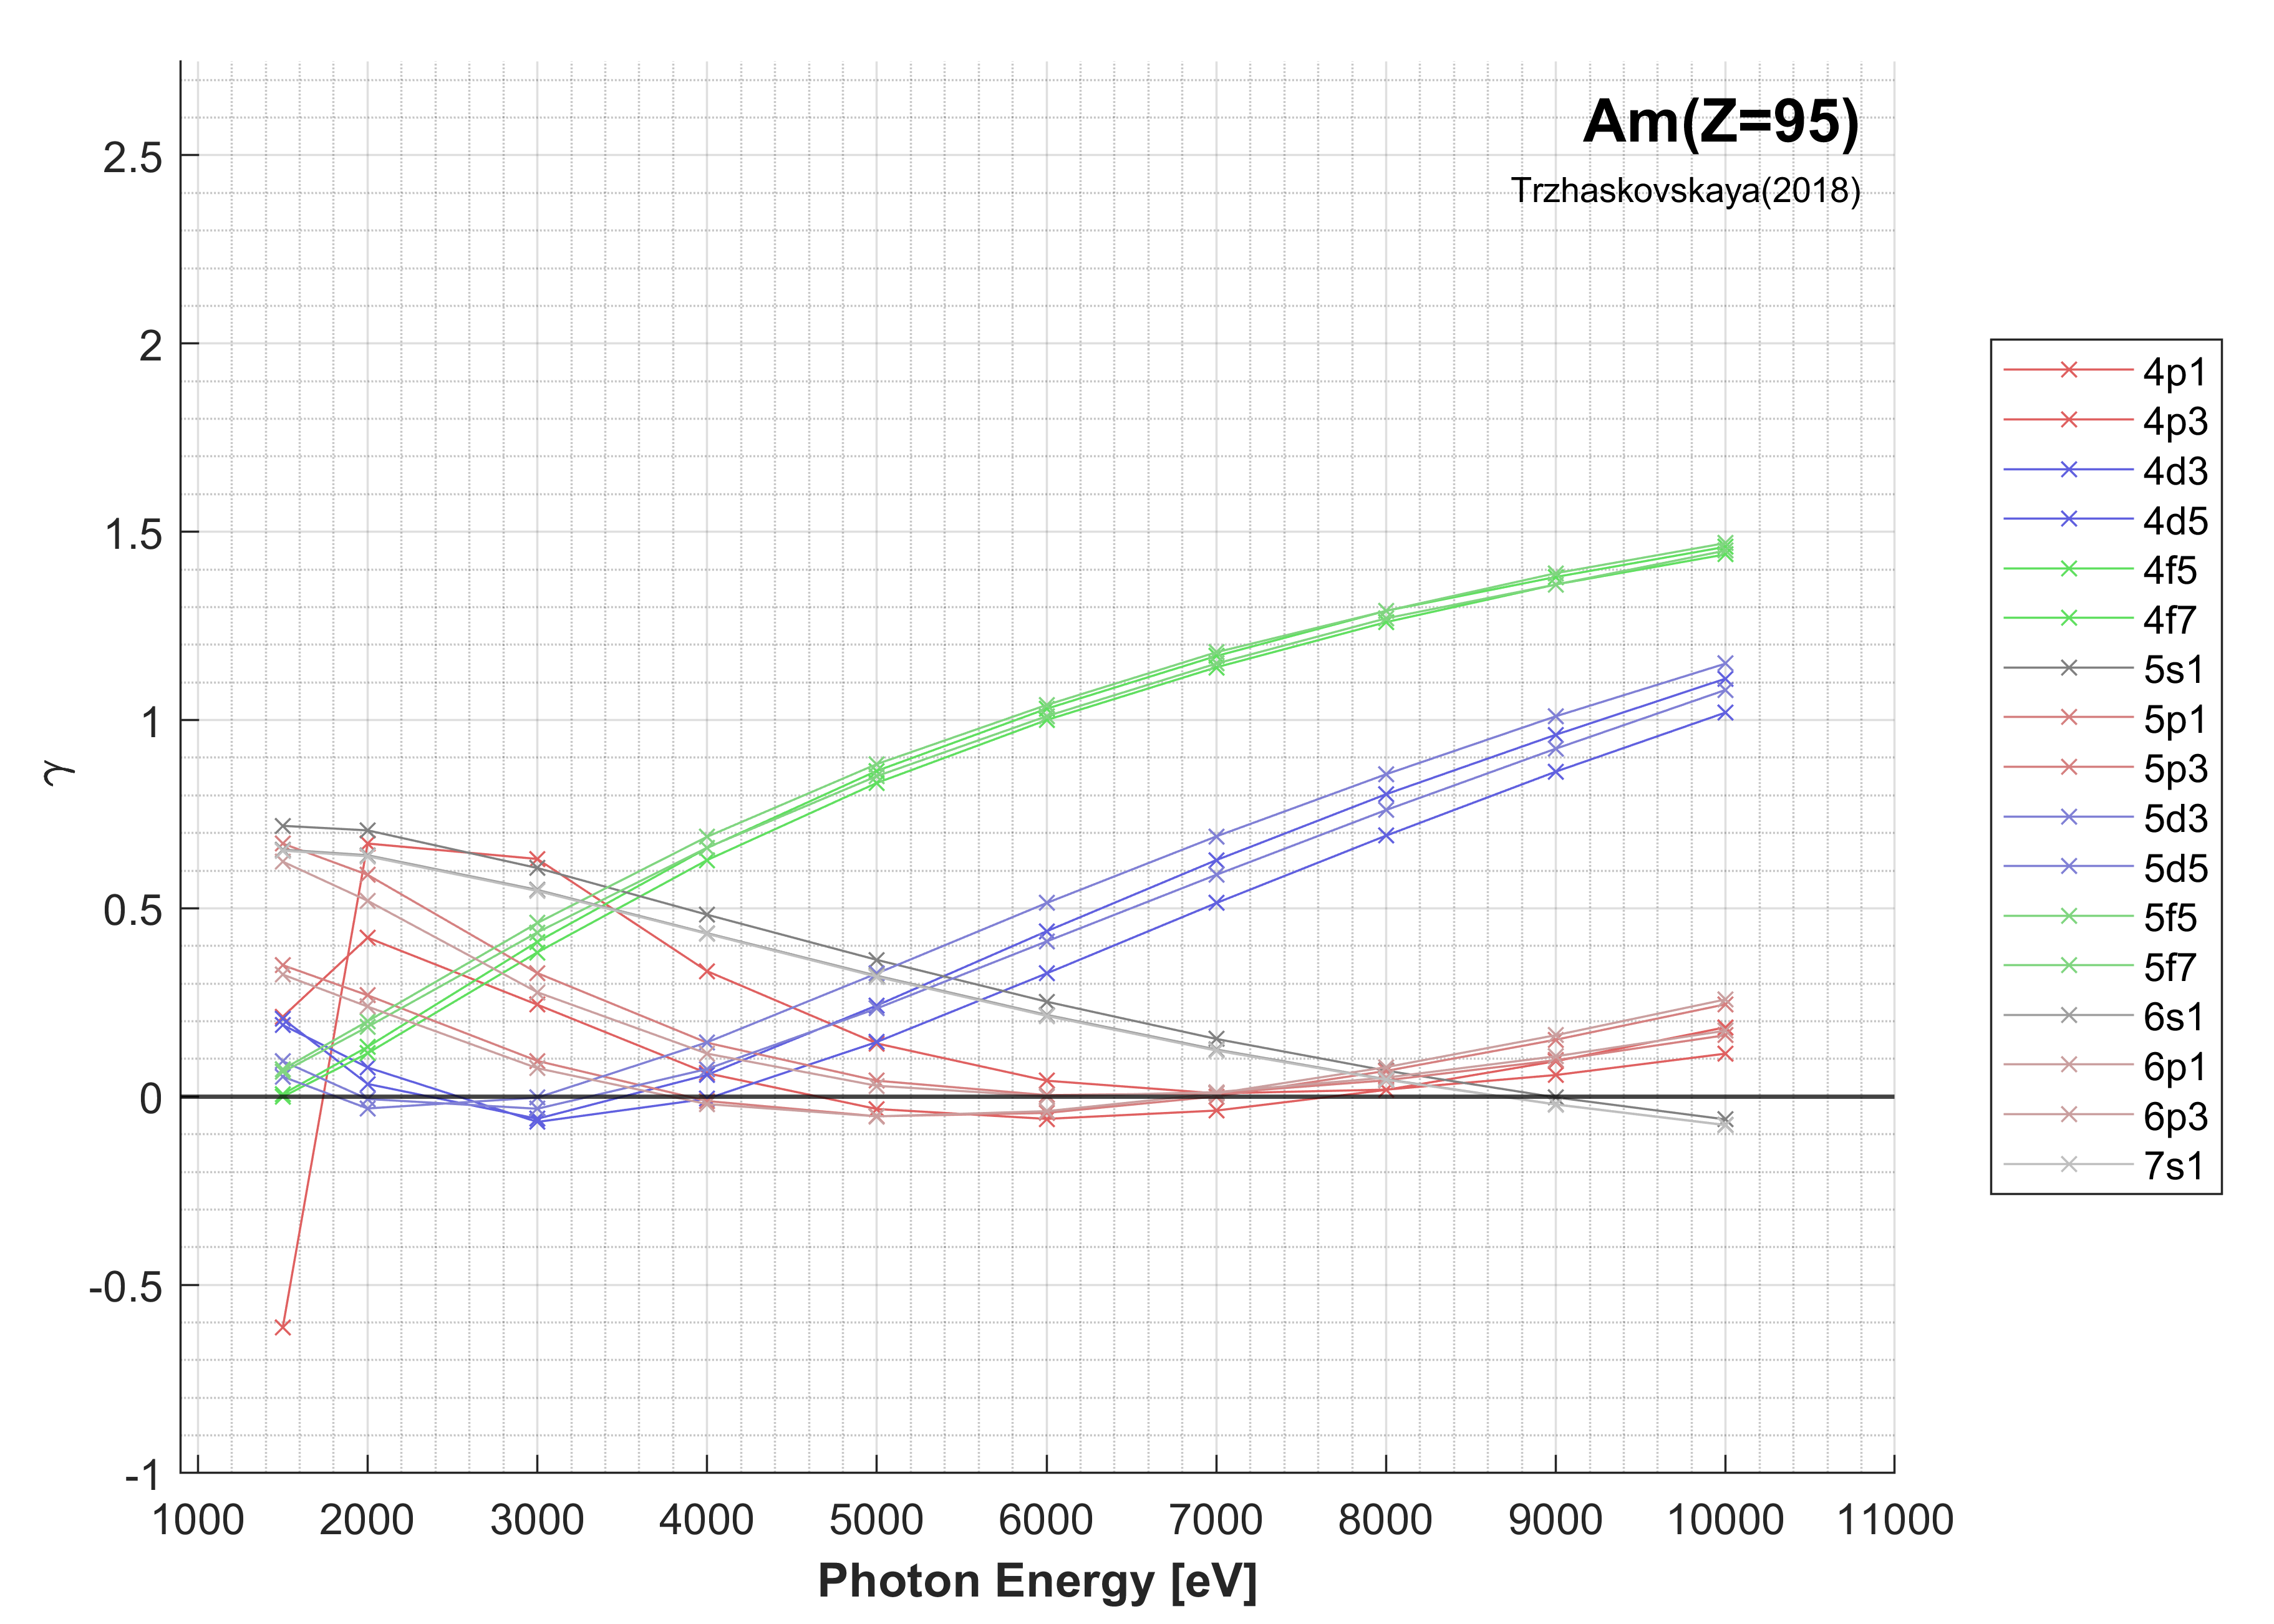 Am(Z=95)
Trzhaskovskaya(2018)
2.5
2
1.5
1
0.5
0
-0.5
-1
γ
1000 2000 3000 4000 5000 6000 7000 8000 9000 10000 11000
Photon Energy [eV]
4p1
4p3
4d3
4d5
4f5
4f7
5s1
5p1
5p3
5d3
5d5
5f5
5f7
6s1
6p1
6p3
7s1